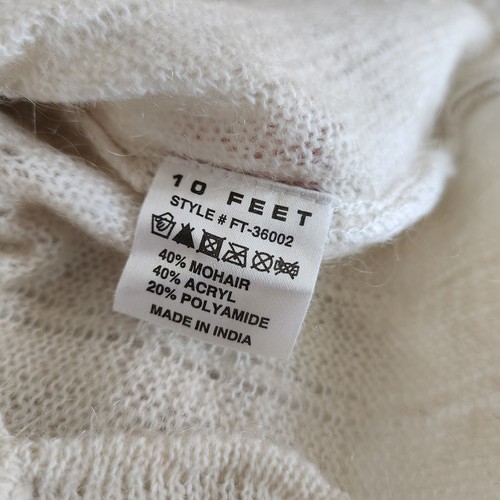 10 FEET
STYLE # FT-36002
40% MOHAIR
40% ACRYL
20% POLYAMIDE
MADE IN INDIA